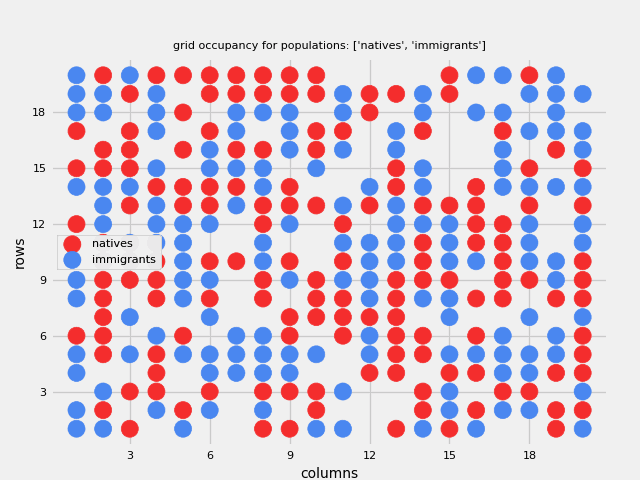 grid occupancy for populations: ['natives', 'immigrants']
18
15
12
9
6
3
rows
natives
immigrants
3
6
9
12
15
18
columns